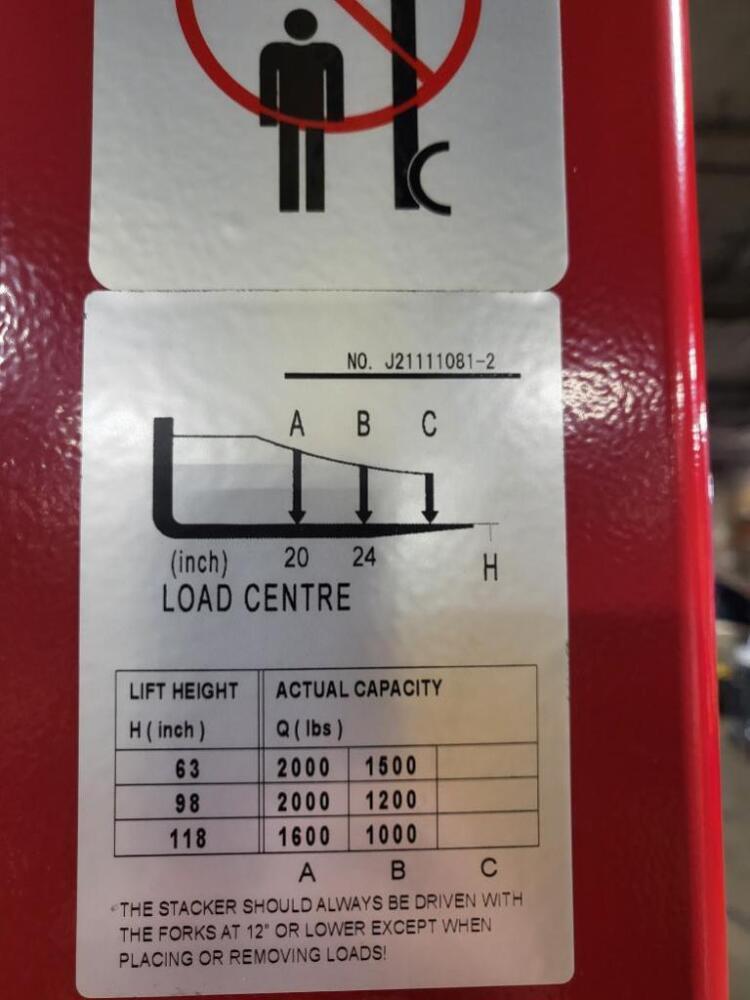 NO. J21111081-2
A B C
(inch) 20 24 H
LOAD CENTRE
LIFT HEIGHT ACTUAL CAPACITY
H ( inch ) Q ( lbs )
63 2000 1500
98 2000 1200
118 1600 1000
A B C
*THE STACKER SHOULD ALWAYS BE DRIVEN WITH
THE FORKS AT 12" OR LOWER EXCEPT WHEN
PLACING OR REMOVING LOADS!